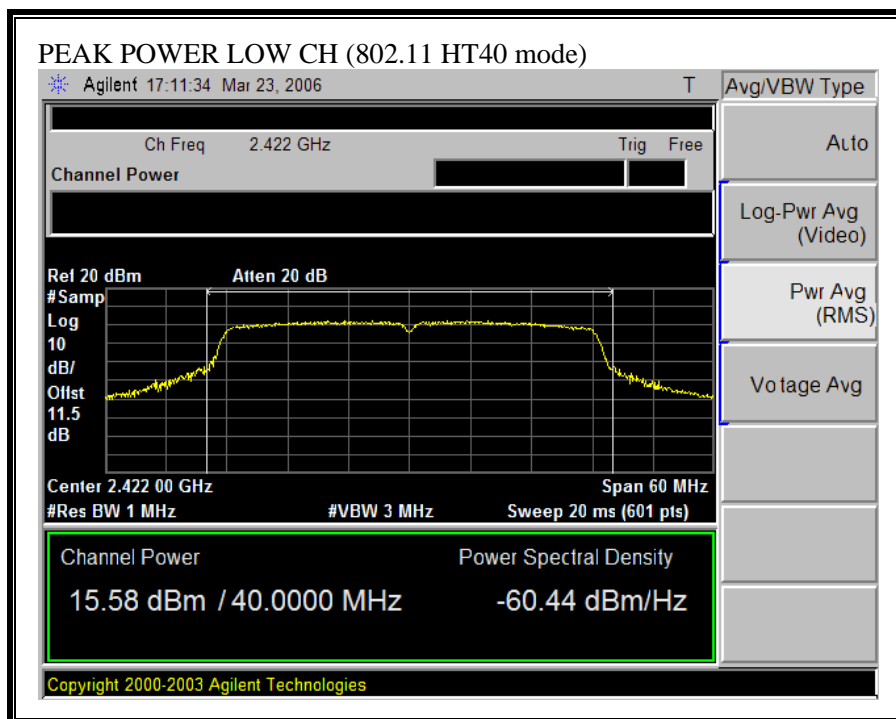 PEAK POWER LOW CH (802.11 HT40 mode)
Agilent 17:11:34 Mar 23, 2006 T Avg/VBW Type
Ch Freq 2.422 GHz Trig Free
Channel Power
Auto
Log-Pwr Avg
(Video)
Pwr Avg
(RMS)
Vo tage Avg
Ref 20 dBm Atten 20 dB
#Samp
Log
10
dB/
Offst
11.5
dB
Center 2.422 00 GHz Span 60 MHz
#Res BW 1 MHz #VBW 3 MHz Sweep 20 ms (601 pts)
Channel Power Power Spectral Density
15.58 dBm / 40.0000 MHz -60.44 dBm/Hz
Copyright 2000-2003 Agilent Technologies